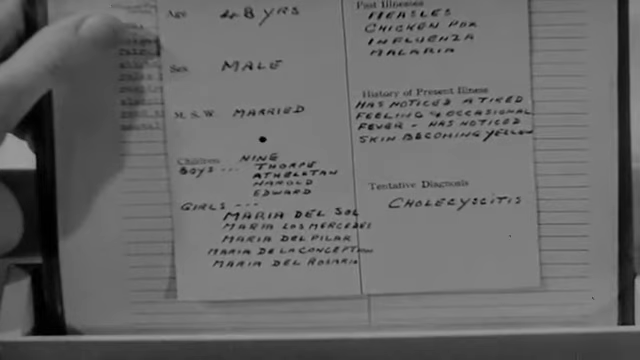 Age 48 YRS
Sex MALE
M. S. W. MARRIED
Children NINE
BOYS --- THORPE
ATHELSTAN
HAROLD
EDWARD
GIRLS ---
MARIA DEL SOL
MARIA LOS MERCEDES
MARIA DEL PILAR
MARIA DE LA CONCEPTION
MARIA DEL ROSARIO
Past Illnesses
MEASLES
CHICKEN POX
INFLUENZA
MALARIA
History of Present Illness
HAS NOTICED A TIRED
FEELING & OCCASIONAL
FEVER - HAS NOTICED
SKIN BECOMING YELLOW
Tentative Diagnosis
CHOLECYSCITIS